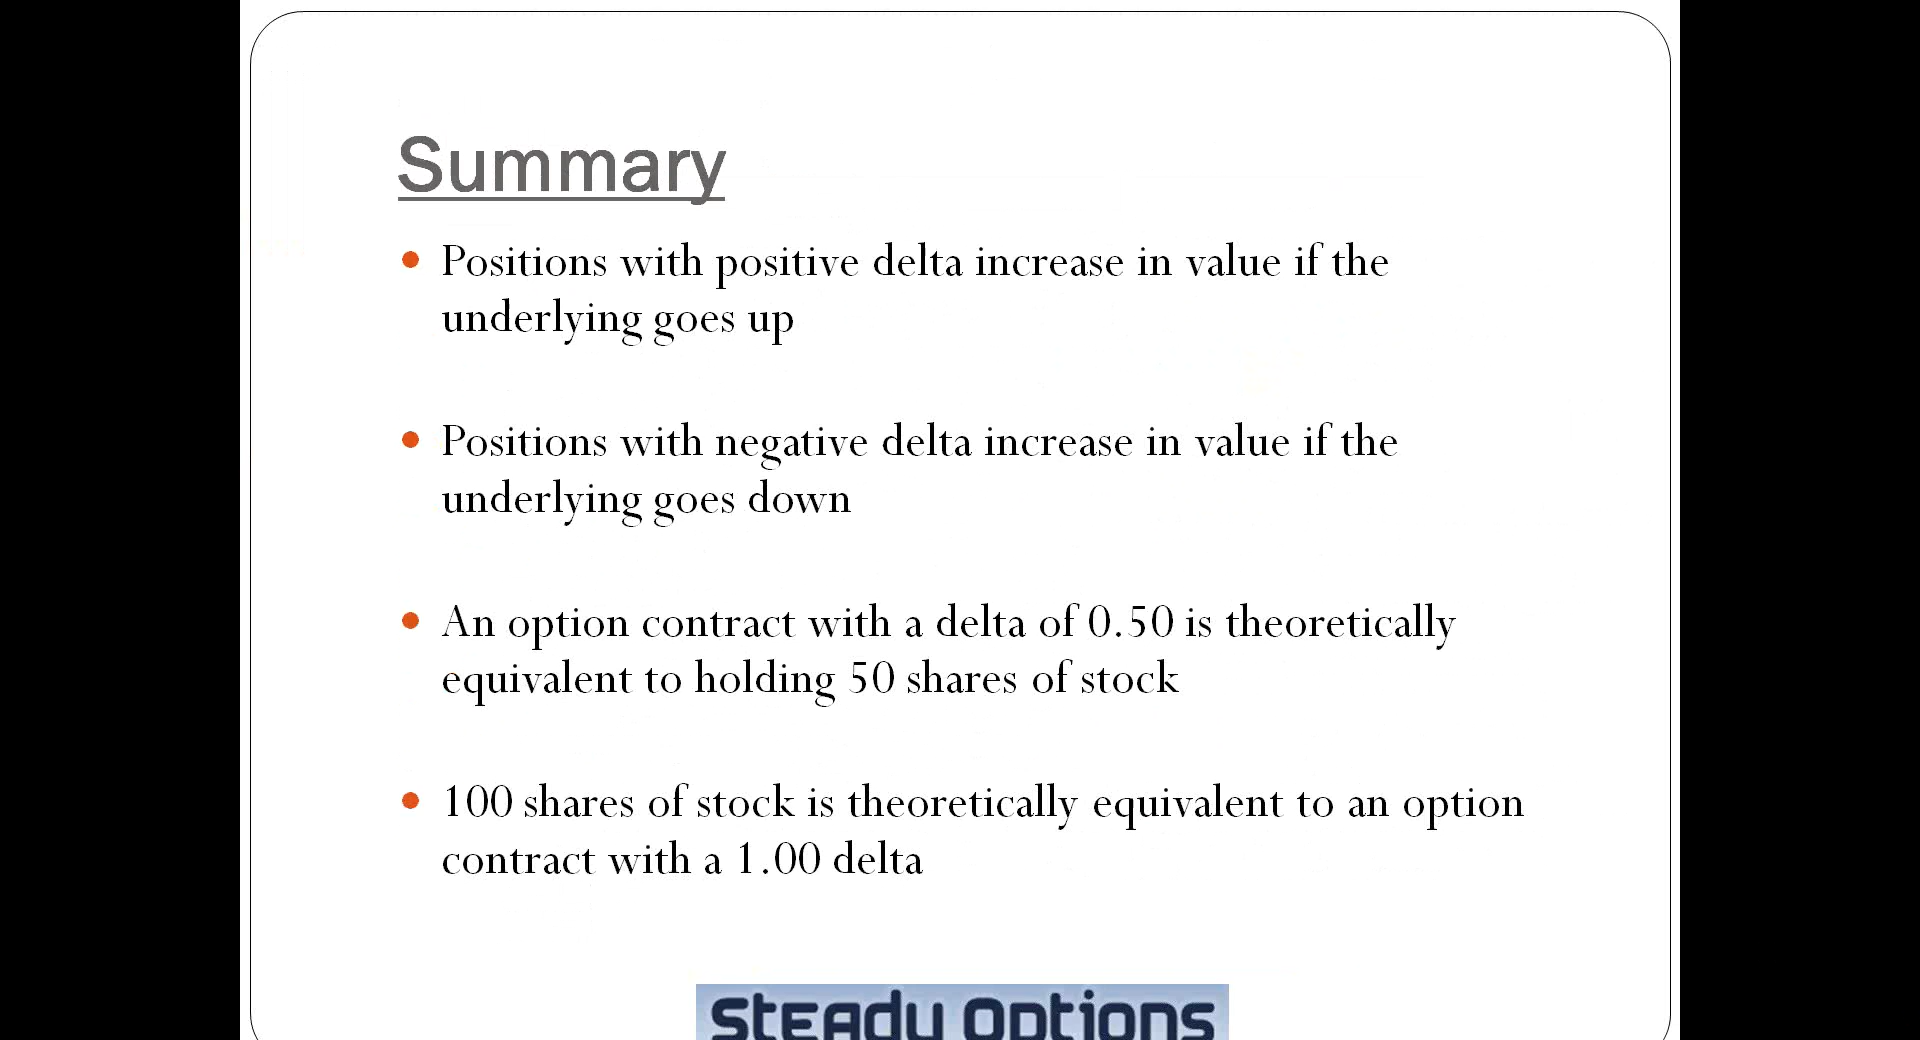 Summary
Positions with positive delta increase in value if the
underlying goes up
Positions with negative delta increase in value if the
underlying goes down
An option contract with a delta of 0.50 is theoretically
equivalent to holding 50 shares of stock
100 shares of stock is theoretically equivalent to an option
contract with a 1.00 delta
Steady Options